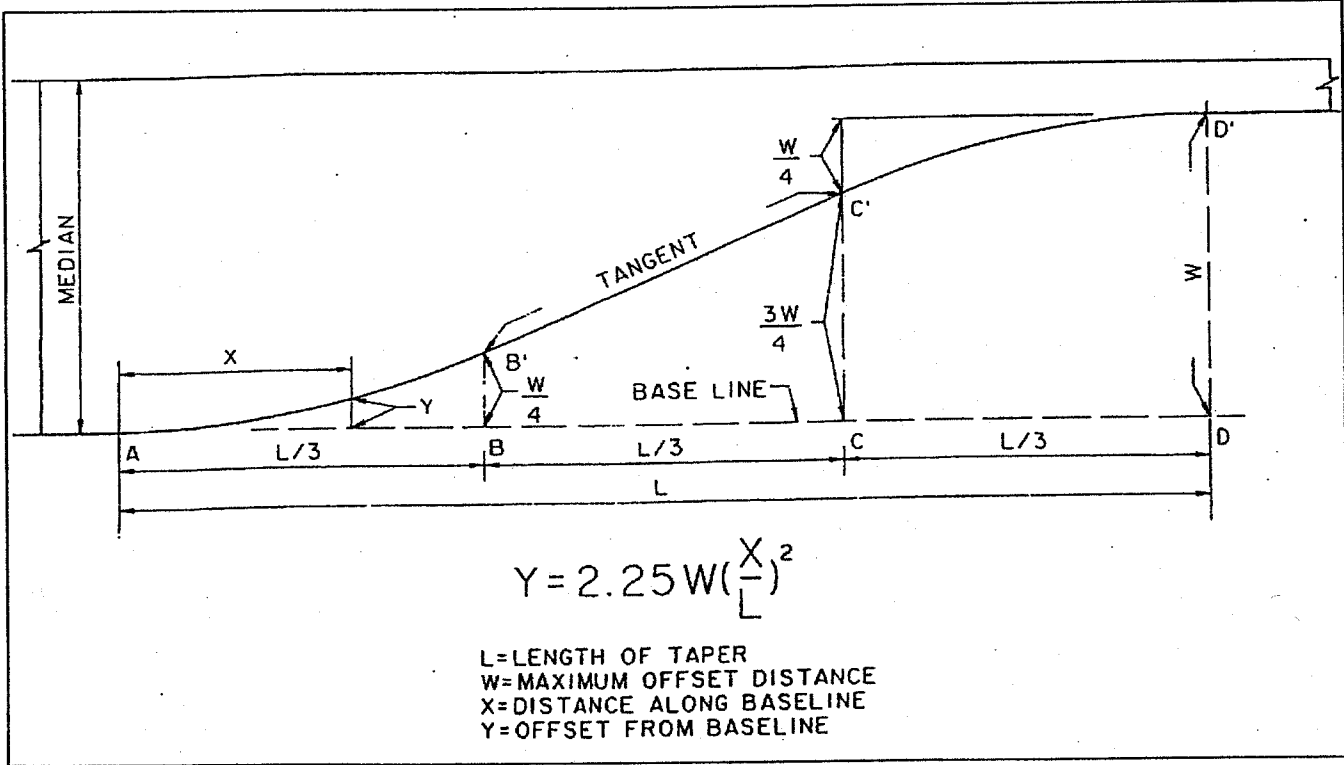 W/4
D'
C'
MEDIAN
TANGENT
W
3W/4
X
B'
W/4
Y
BASE LINE
A
L/3
B
L/3
C
L/3
D
L
Y=2.25W(X/L)²
L=LENGTH OF TAPER
W=MAXIMUM OFFSET DISTANCE
X=DISTANCE ALONG BASELINE
Y=OFFSET FROM BASELINE